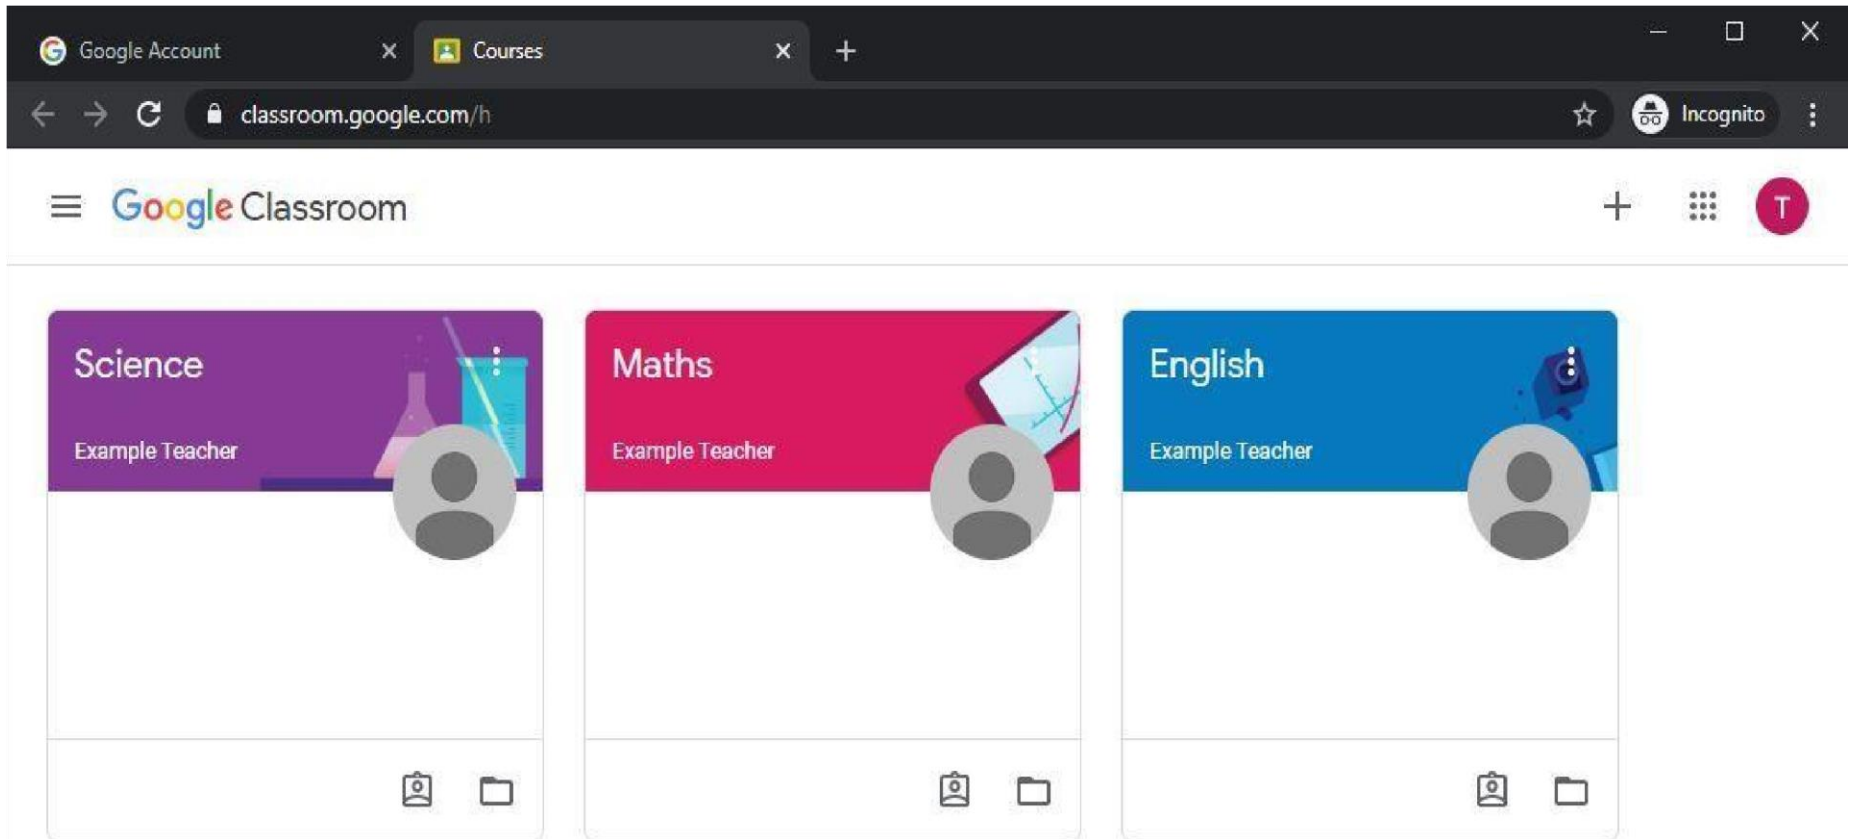 Google Account
Courses
classroom.google.com/h
Incognito
Google Classroom
T
Science
Example Teacher
Maths
Example Teacher
English
Example Teacher